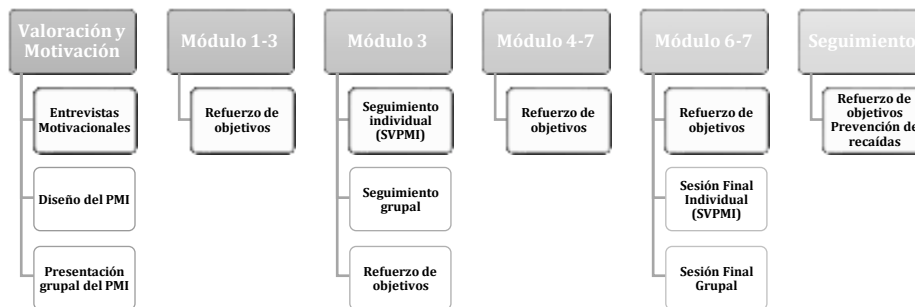 Valoración y
Motivación
Entrevistas
Motivacionales
Diseño del PMI
Presentación
grupal del PMI
Módulo 1-3
Refuerzo de
objetivos
Módulo 3
Seguimiento
individual
(SVPMI)
Seguimiento
grupal
Refuerzo de
objetivos
Módulo 4-7
Refuerzo de
objetivos
Módulo 6-7
Refuerzo de
objetivos
Sesión Final
Individual
(SVPMI)
Sesión Final
Grupal
Seguimiento
Refuerzo de
objetivos
Prevención de
recaídas